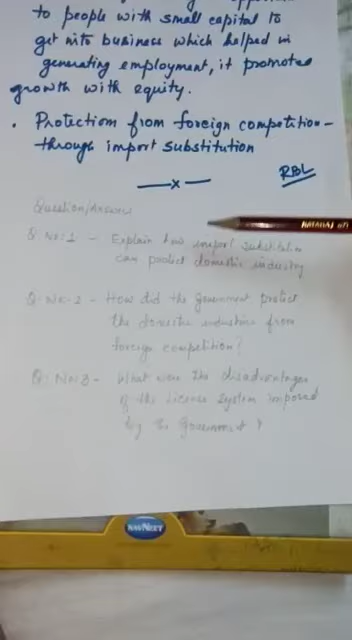 to people with small capital to
get into business which helped in
generating employment, it promotes
growth with equity.
• Protection from foreign competition -
through import substitution
—x—
RBL
Question/Answers
Q. No: 1 - Explain how import substitution
can protect domestic industry
Q. No: 2 - How did the government protect
the domestic industries from
foreign competition?
Q. No: 3 - What were the disadvantages
of the License System imposed
by the government?
NATARAJ
NAVNEET